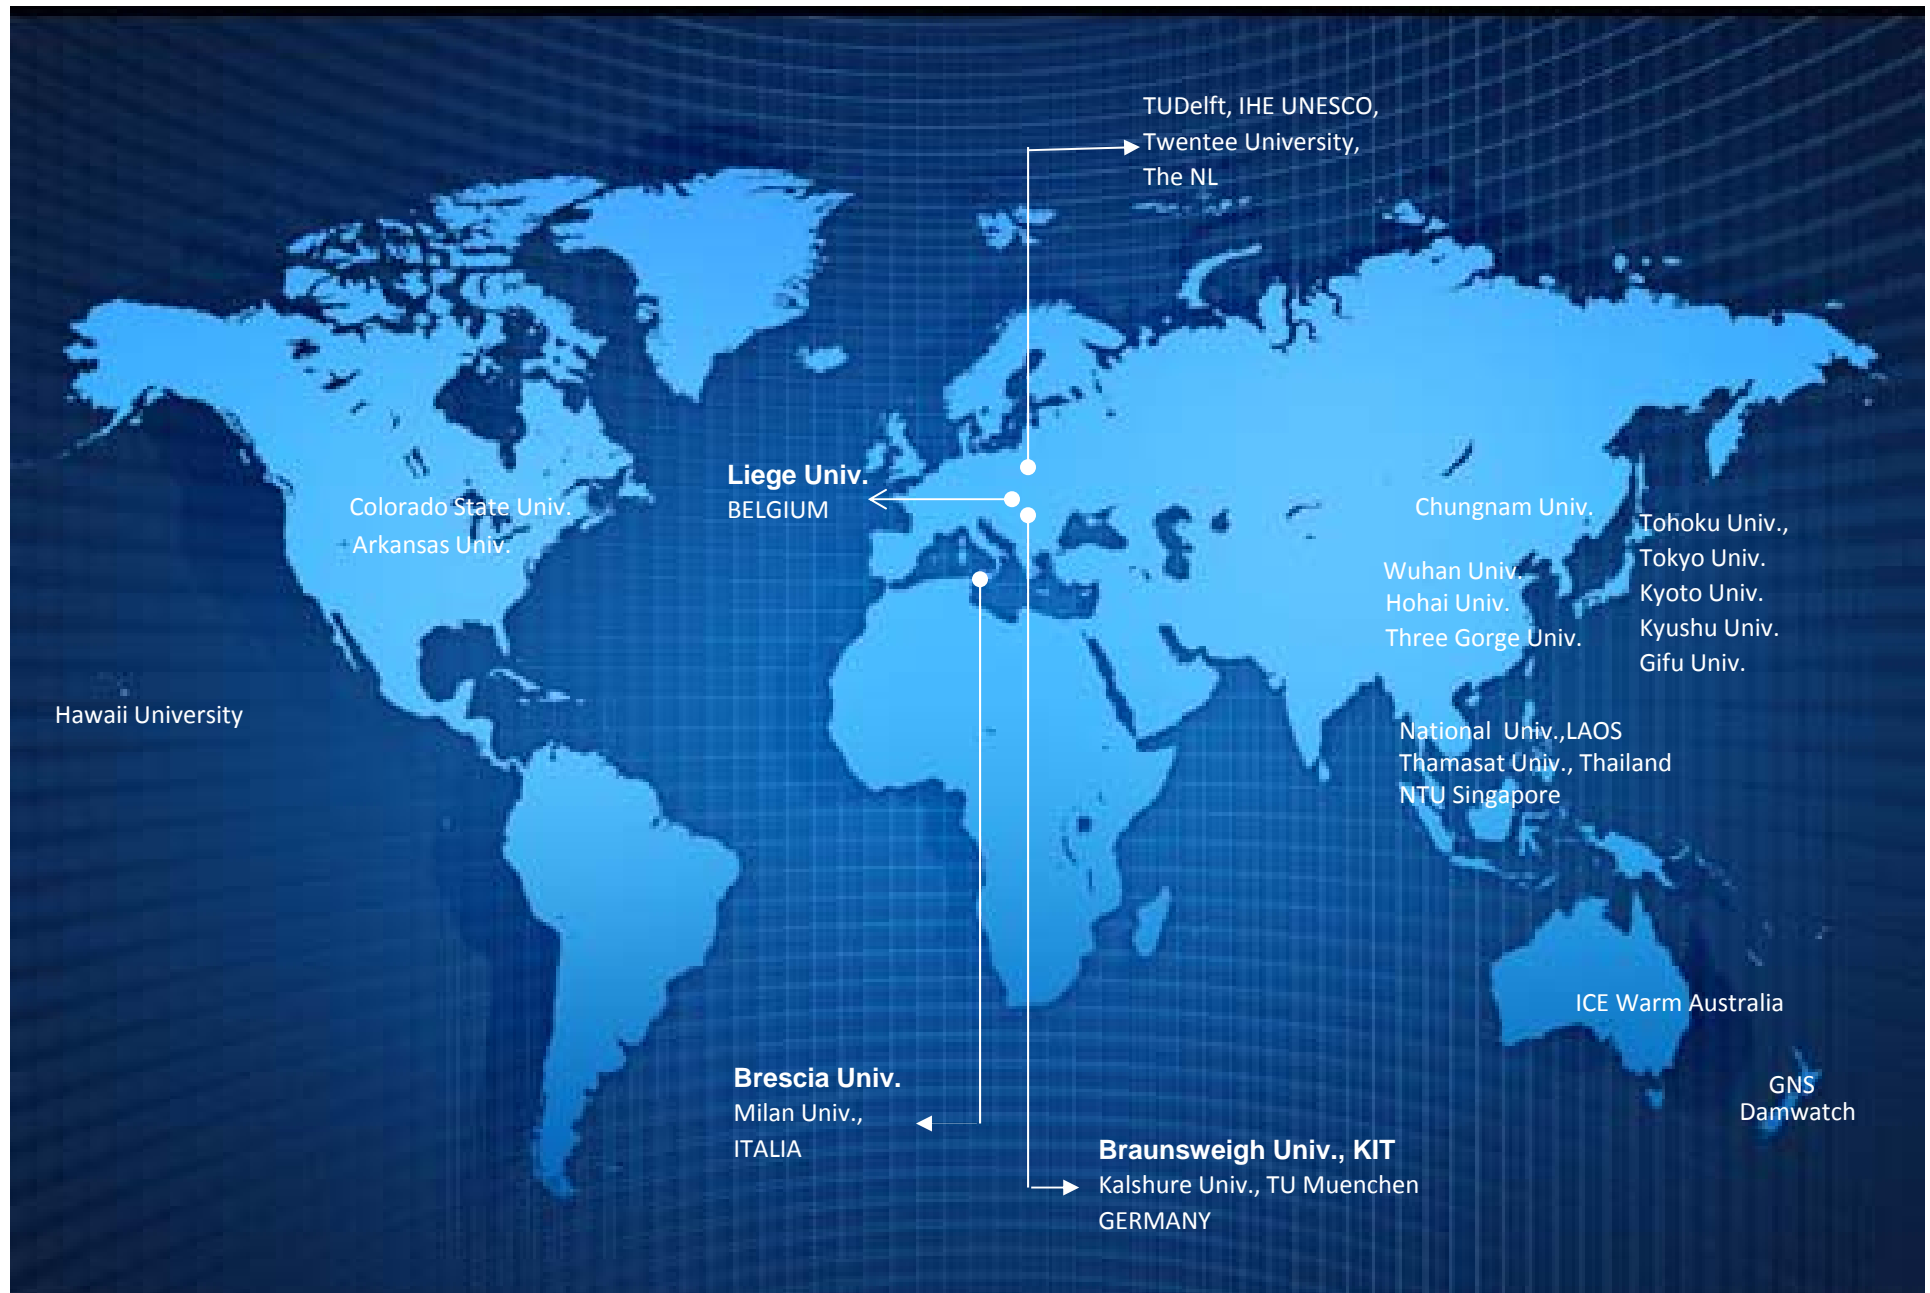 TUDelft, IHE UNESCO,
Twentee University,
The NL
Liege Univ.
BELGIUM
Colorado State Univ.
Arkansas Univ.
Chungnam Univ.
Wuhan Univ.
Hohai Univ.
Three Gorge Univ.
Tohoku Univ.,
Tokyo Univ.
Kyoto Univ.
Kyushu Univ.
Gifu Univ.
Hawaii University
National Univ.,LAOS
Thamasat Univ., Thailand
NTU Singapore
ICE Warm Australia
GNS
Damwatch
Brescia Univ.
Milan Univ.,
ITALIA
Braunsweigh Univ., KIT
Kalshure Univ., TU Muenchen
GERMANY